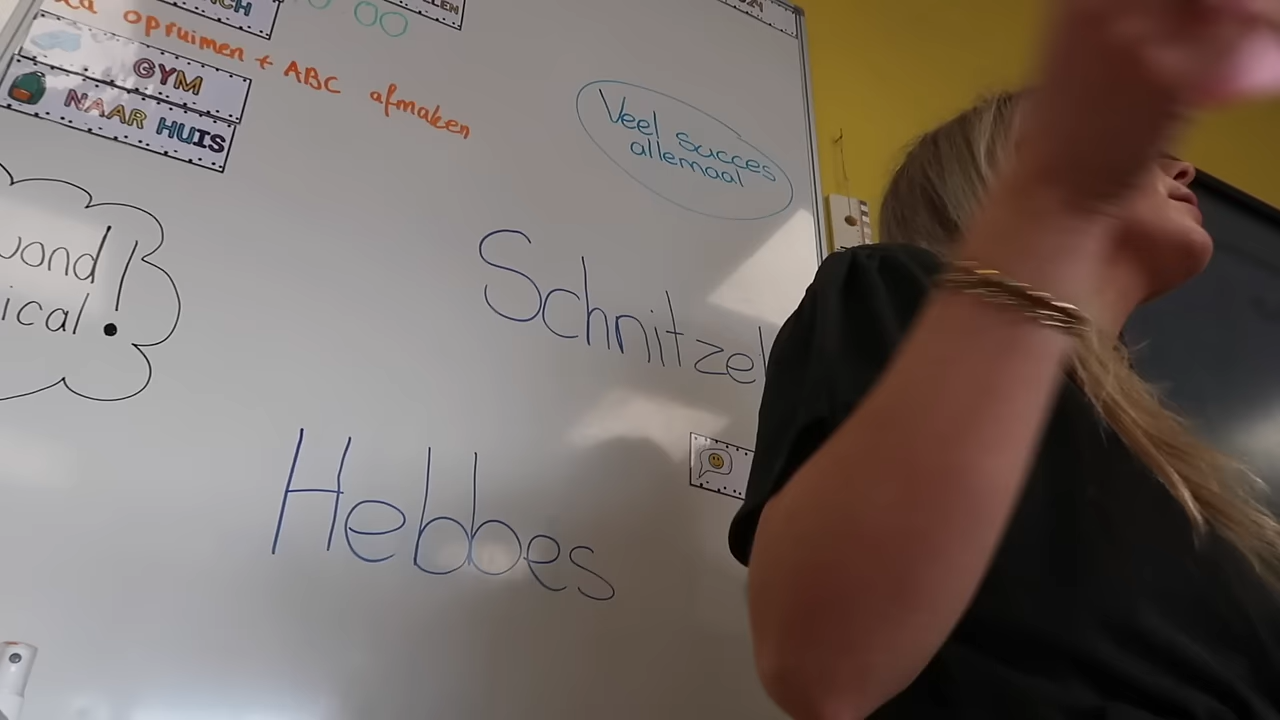 opruimen + ABC afmaken
GYM
NAAR HUIS
Veel succes
allemaal
ical!
Schnitzel
Hebbes